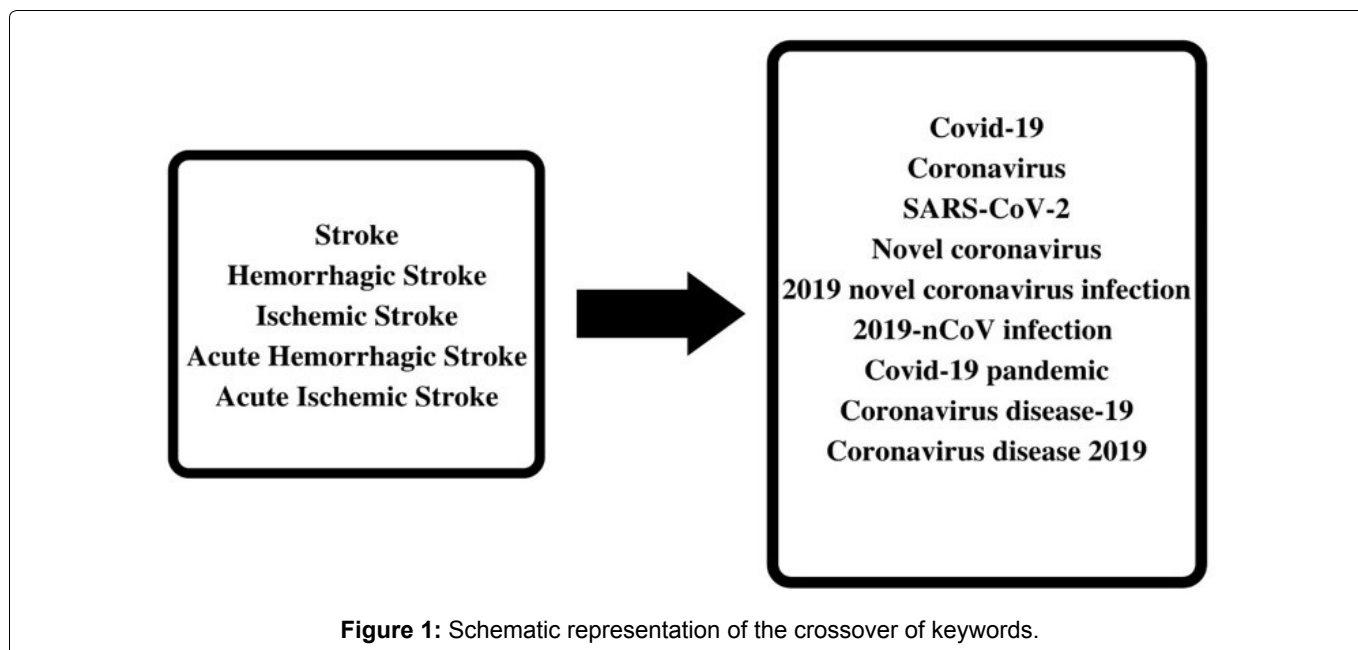 Stroke
Hemorrhagic Stroke
Ischemic Stroke
Acute Hemorrhagic Stroke
Acute Ischemic Stroke
Covid-19
Coronavirus
SARS-CoV-2
Novel coronavirus
2019 novel coronavirus infection
2019-nCoV infection
Covid-19 pandemic
Coronavirus disease-19
Coronavirus disease 2019
Figure 1: Schematic representation of the crossover of keywords.